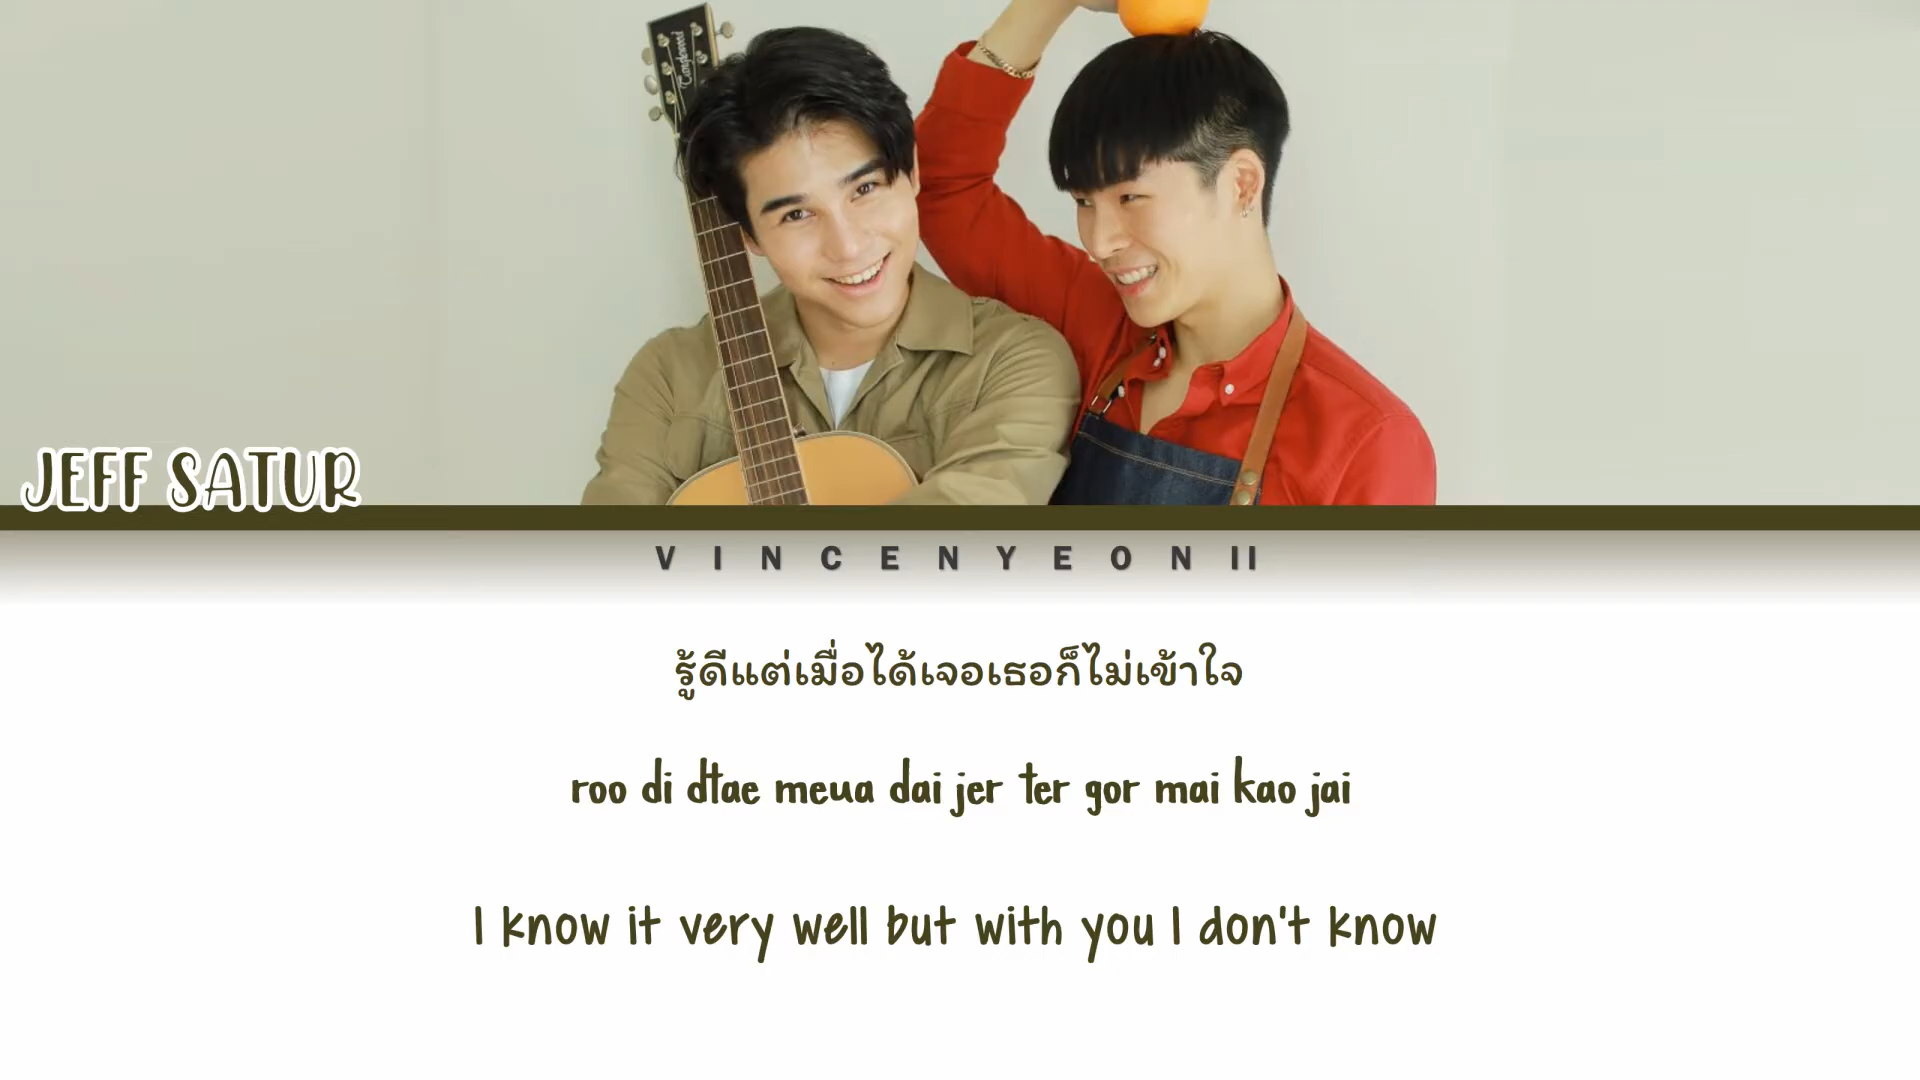 Tanglewood
JEFF SATUR
VINCENYEON II
รู้ดีแต่เมื่อได้เจอเธอก็ไม่เข้าใจ
roo di dtae meua dai jer ter gor mai kao jai
I know it very well but with you I don't know